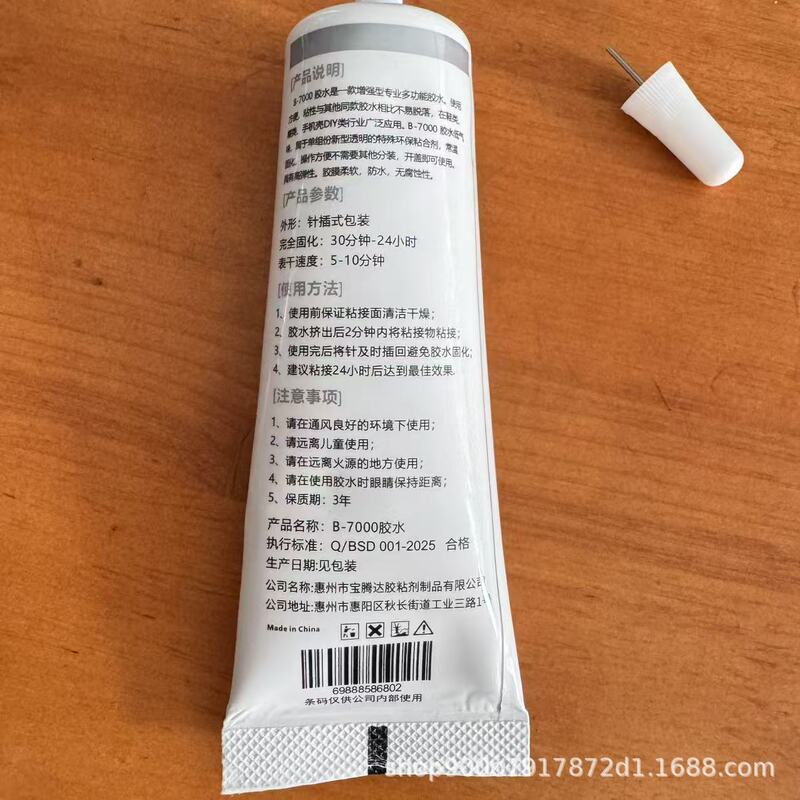 [产品说明]
B-7000 胶水是一款增强型专业多功能胶水。使用
方便，粘性与其他同款胶水相比不易脱落，在鞋类、
服装、手机壳DIY类行业广泛应用。B-7000 胶水低气
味，属于单组份新型透明的特殊环保粘合剂，常温
固化，操作方便不需要其他分装，开盖即可使用，
具有高弹性。胶膜柔软，防水，无腐蚀性。
[产品参数]
外形：针插式包装
完全固化：30分钟-24小时
表干速度：5-10分钟
[使用方法]
1、使用前保证粘接面清洁干燥；
2、胶水挤出后2分钟内将粘接物粘接；
3、使用完后将针及时插回避免胶水固化；
4、建议粘接24小时后达到最佳效果.
[注意事项]
1、请在通风良好的环境下使用；
2、请远离儿童使用；
3、请在远离火源的地方使用；
4、请在使用胶水时眼睛保持距离；
5、保质期：3年
产品名称：B-7000胶水
执行标准：Q/BSD 001-2025 合格
生产日期:见包装
公司名称:惠州市宝腾达胶粘剂制品有限公司
公司地址:惠州市惠阳区秋长街道工业三路1号
Made in China
69888586802
条码仅供公司内部使用
shop90067917872d1.1688.com